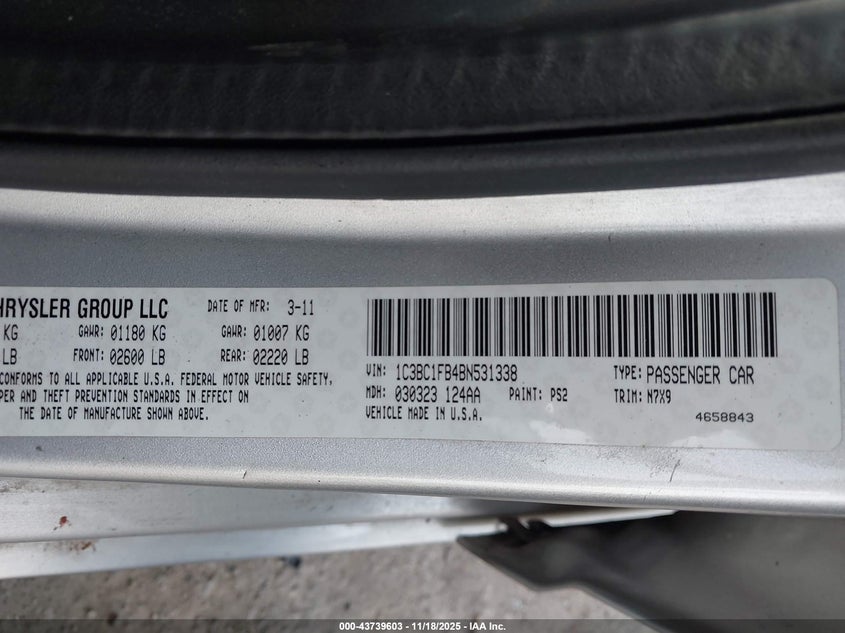 HRYSLER GROUP LLC DATE OF MFR: 3-11
KG GAWR: 01180 KG GAWR: 01007 KG
LB FRONT: 02600 LB REAR: 02220 LB
CONFORMS TO ALL APPLICABLE U.S.A. FEDERAL MOTOR VEHICLE SAFETY,
PER AND THEFT PREVENTION STANDARDS IN EFFECT ON
THE DATE OF MANUFACTURE SHOWN ABOVE.
VIN: 1C3BC1FB4BN531338 TYPE: PASSENGER CAR
MDH: 030323 124AA PAINT: PS2 TRIM: N7X9
VEHICLE MADE IN U.S.A. 4658843
000-43739603 - 11/18/2025 - IAA Inc.